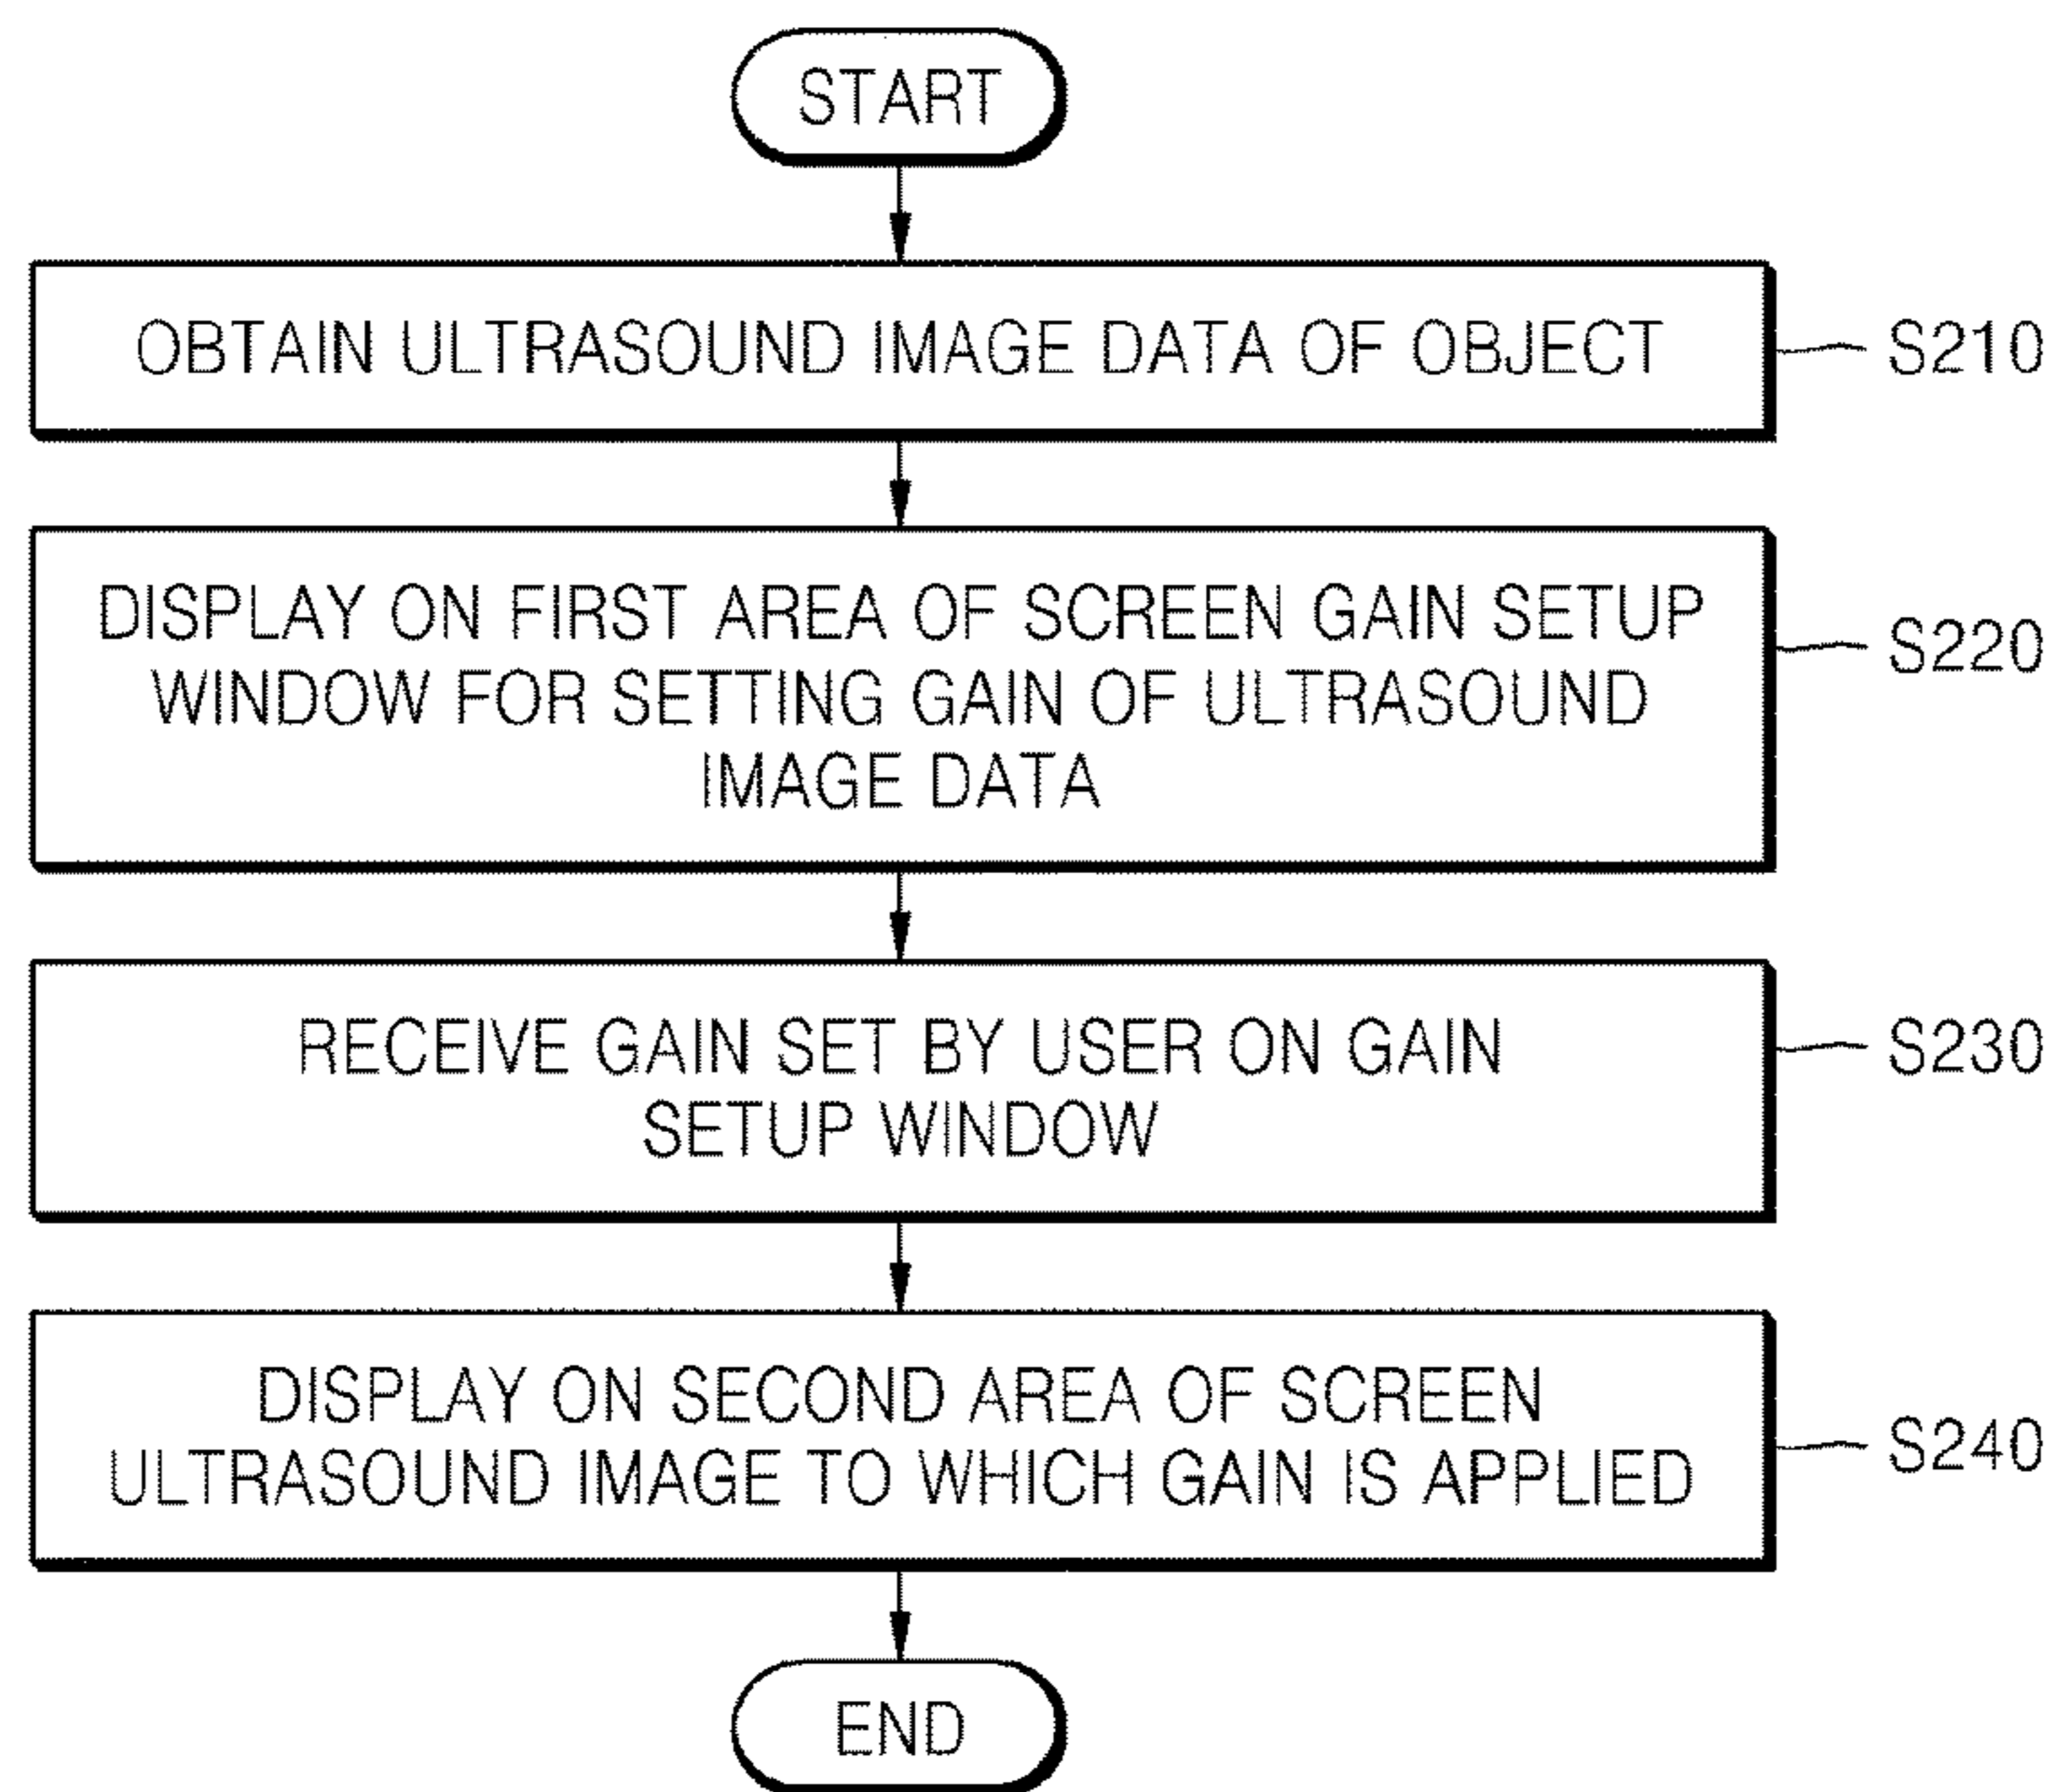 START
OBTAIN ULTRASOUND IMAGE DATA OF OBJECT
S210
DISPLAY ON FIRST AREA OF SCREEN GAIN SETUP
WINDOW FOR SETTING GAIN OF ULTRASOUND
IMAGE DATA
S220
RECEIVE GAIN SET BY USER ON GAIN
SETUP WINDOW
S230
DISPLAY ON SECOND AREA OF SCREEN
ULTRASOUND IMAGE TO WHICH GAIN IS APPLIED
S240
END